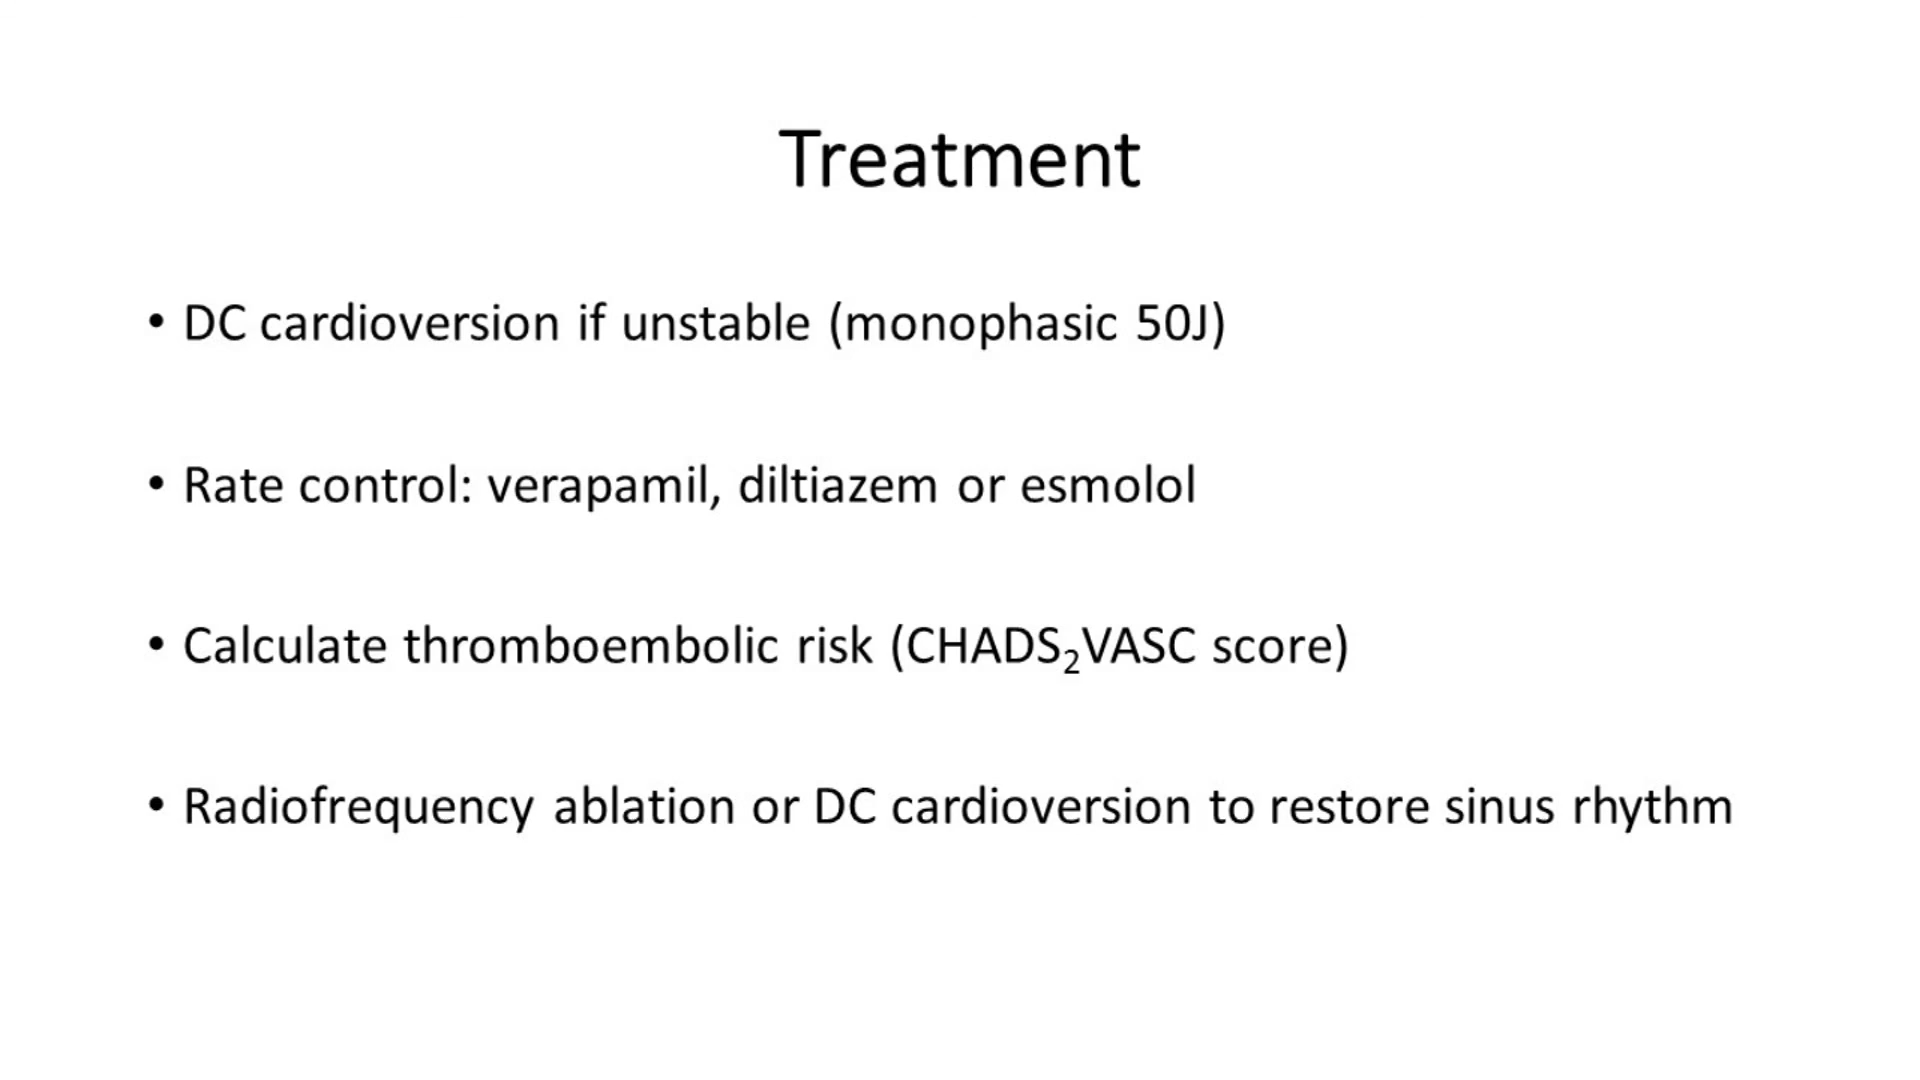 Treatment
• DC cardioversion if unstable (monophasic 50J)
• Rate control: verapamil, diltiazem or esmolol
• Calculate thromboembolic risk (CHADS₂VASC score)
• Radiofrequency ablation or DC cardioversion to restore sinus rhythm